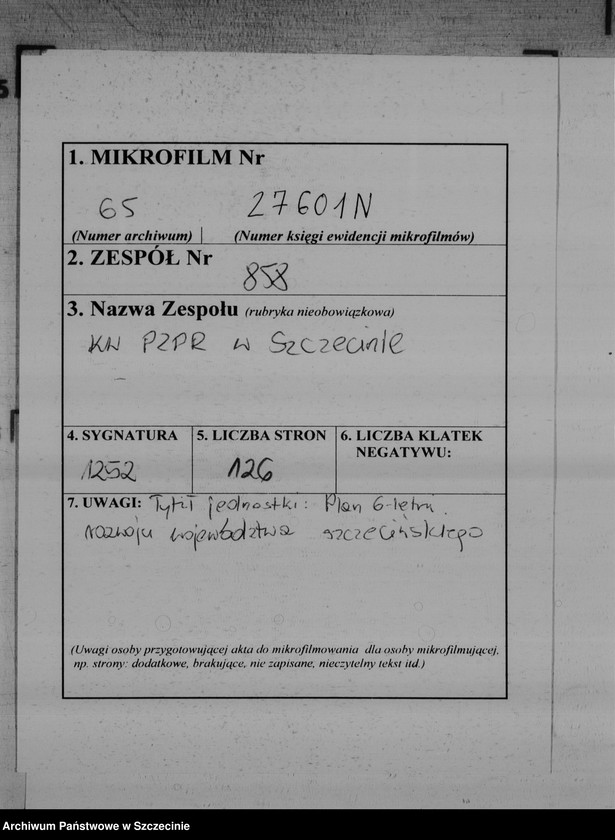 1. MIKROFILM Nr
65 27601N
(Numer archiwum) | (Numer księgi ewidencji mikrofilmów)
2. ZESPÓŁ Nr
858
3. Nazwa Zespołu (rubryka nieobowiązkowa)
KW PZPR w Szczecinie
4. SYGNATURA 5. LICZBA STRON 6. LICZBA KLATEK NEGATYWU:
1252 126
7. UWAGI: Tytuł jednostki: Plan 6-letni
rozwoju województwa szczecińskiego
(Uwagi osoby przygotowującej akta do mikrofilmowania dla osoby mikrofilmującej,
np. strony: dodatkowe, brakujące, nie zapisane, nieczytelny tekst itd.)
Archiwum Państwowe w Szczecinie